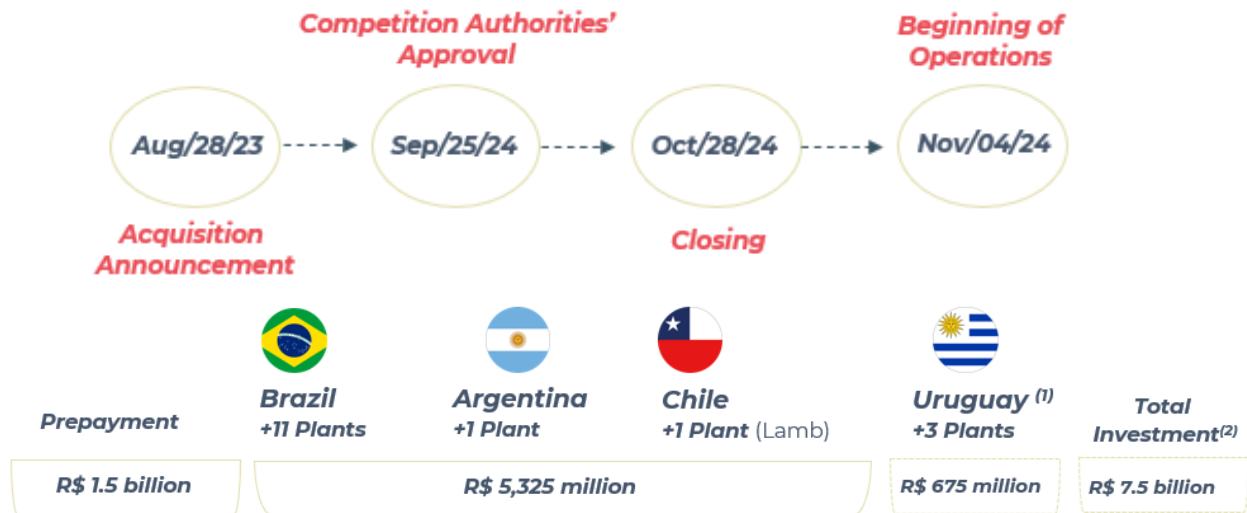 Competition Authorities'
Approval
Beginning of
Operations
Aug/28/23
Sep/25/24
Oct/28/24
Nov/04/24
Acquisition
Announcement
Closing
Prepayment
Brazil
+11 Plants
Argentina
+1 Plant
Chile
+1 Plant (Lamb)
Uruguay (1)
+3 Plants
Total
Investment(2)
R$ 1.5 billion
R$ 5,325 million
R$ 675 million
R$ 7.5 billion